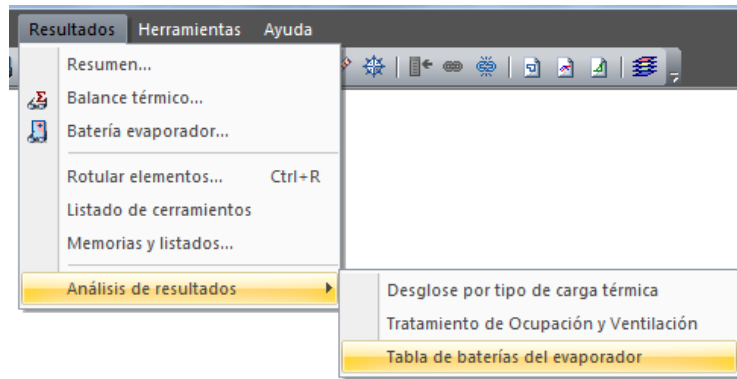 Resultados Herramientas Ayuda
Resumen...
Balance térmico...
Batería evaporador...
Rotular elementos... Ctrl+R
Listado de cerramientos
Memorias y listados...
Análisis de resultados
Desglose por tipo de carga térmica
Tratamiento de Ocupación y Ventilación
Tabla de baterías del evaporador